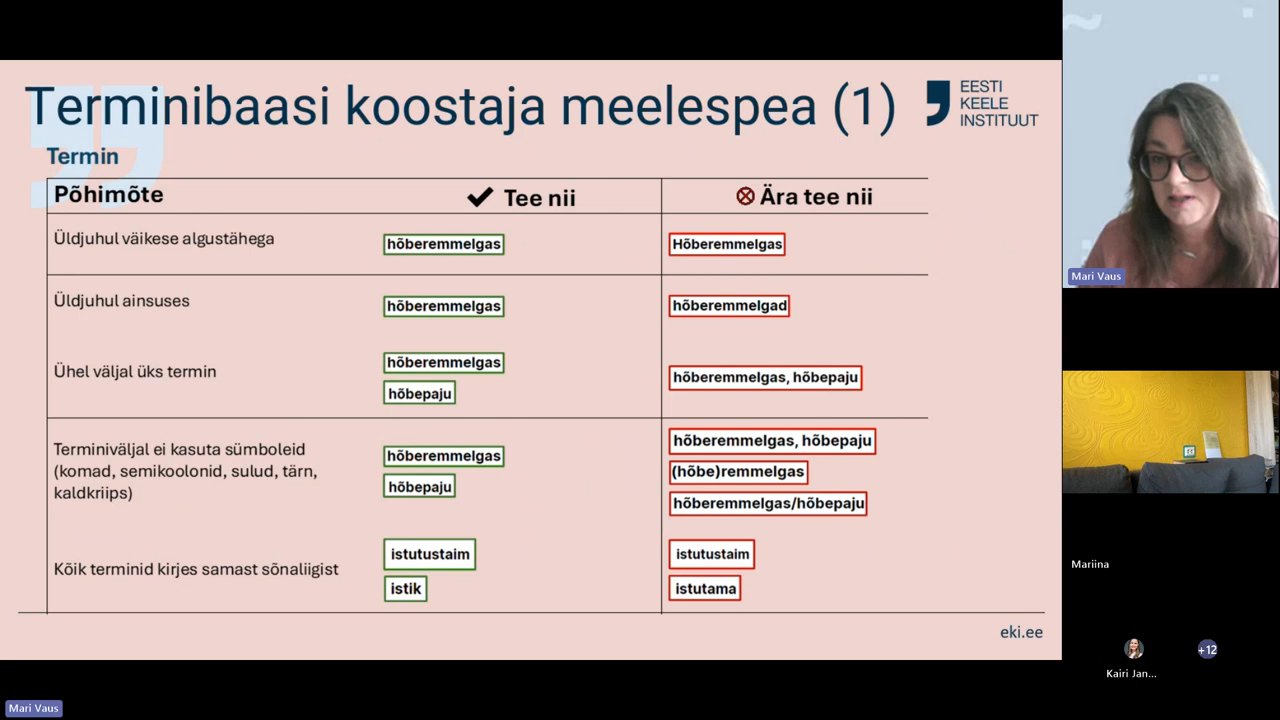 Terminibaasi koostaja meelespea (1)
EESTI
KEELE
INSTITUUT
Termin
Põhimõte
Tee nii
Ära tee nii
Üldjuhul väikese algustähega
hõberemmelgas
Hõberemmelgas
Üldjuhul ainsuses
hõberemmelgas
hõberemmelgad
Ühel väljal üks termin
hõberemmelgas
hõbepaju
hõberemmelgas, hõbepaju
Terminiväljal ei kasuta sümboleid
(komad, semikoolonid, sulud, tärn,
kaldkriips)
hõberemmelgas
hõbepaju
hõberemmelgas, hõbepaju
(hõbe)remmelgas
hõberemmelgas/hõbepaju
Kõik terminid kirjes samast sõnaliigist
istutustaim
istik
istutustaim
istutama
eki.ee
Mari Vaus
Mariina
Kairi Jan...
+12
Mari Vaus